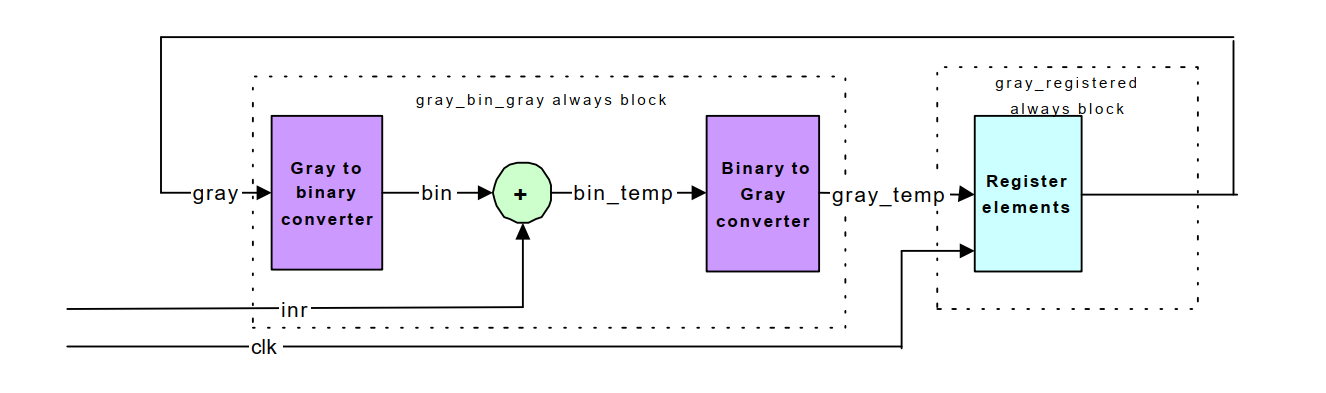 gray_registered
always block
gray_bin_gray always block
gray
Gray to
binary
converter
bin
+
bin_temp
Binary to
Gray
converter
gray_temp
Register
elements
inr
clk